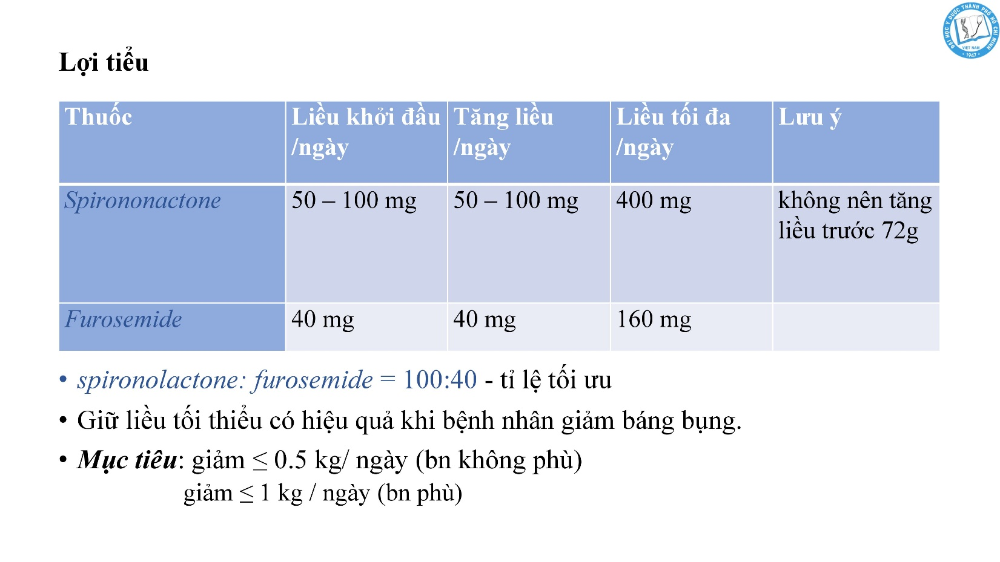 ĐẠI HỌC Y DƯỢC THÀNH PHỐ HỒ CHÍ MINH
VIỆT NAM
1947
Lợi tiểu
Thuốc
Liều khởi đầu
/ngày
Tăng liều
/ngày
Liều tối đa
/ngày
Lưu ý
Spirononactone
50 – 100 mg
50 – 100 mg
400 mg
không nên tăng
liều trước 72g
Furosemide
40 mg
40 mg
160 mg
• spironolactone: furosemide = 100:40 - tỉ lệ tối ưu
• Giữ liều tối thiểu có hiệu quả khi bệnh nhân giảm báng bụng.
• Mục tiêu: giảm ≤ 0.5 kg/ ngày (bn không phù)
giảm ≤ 1 kg / ngày (bn phù)